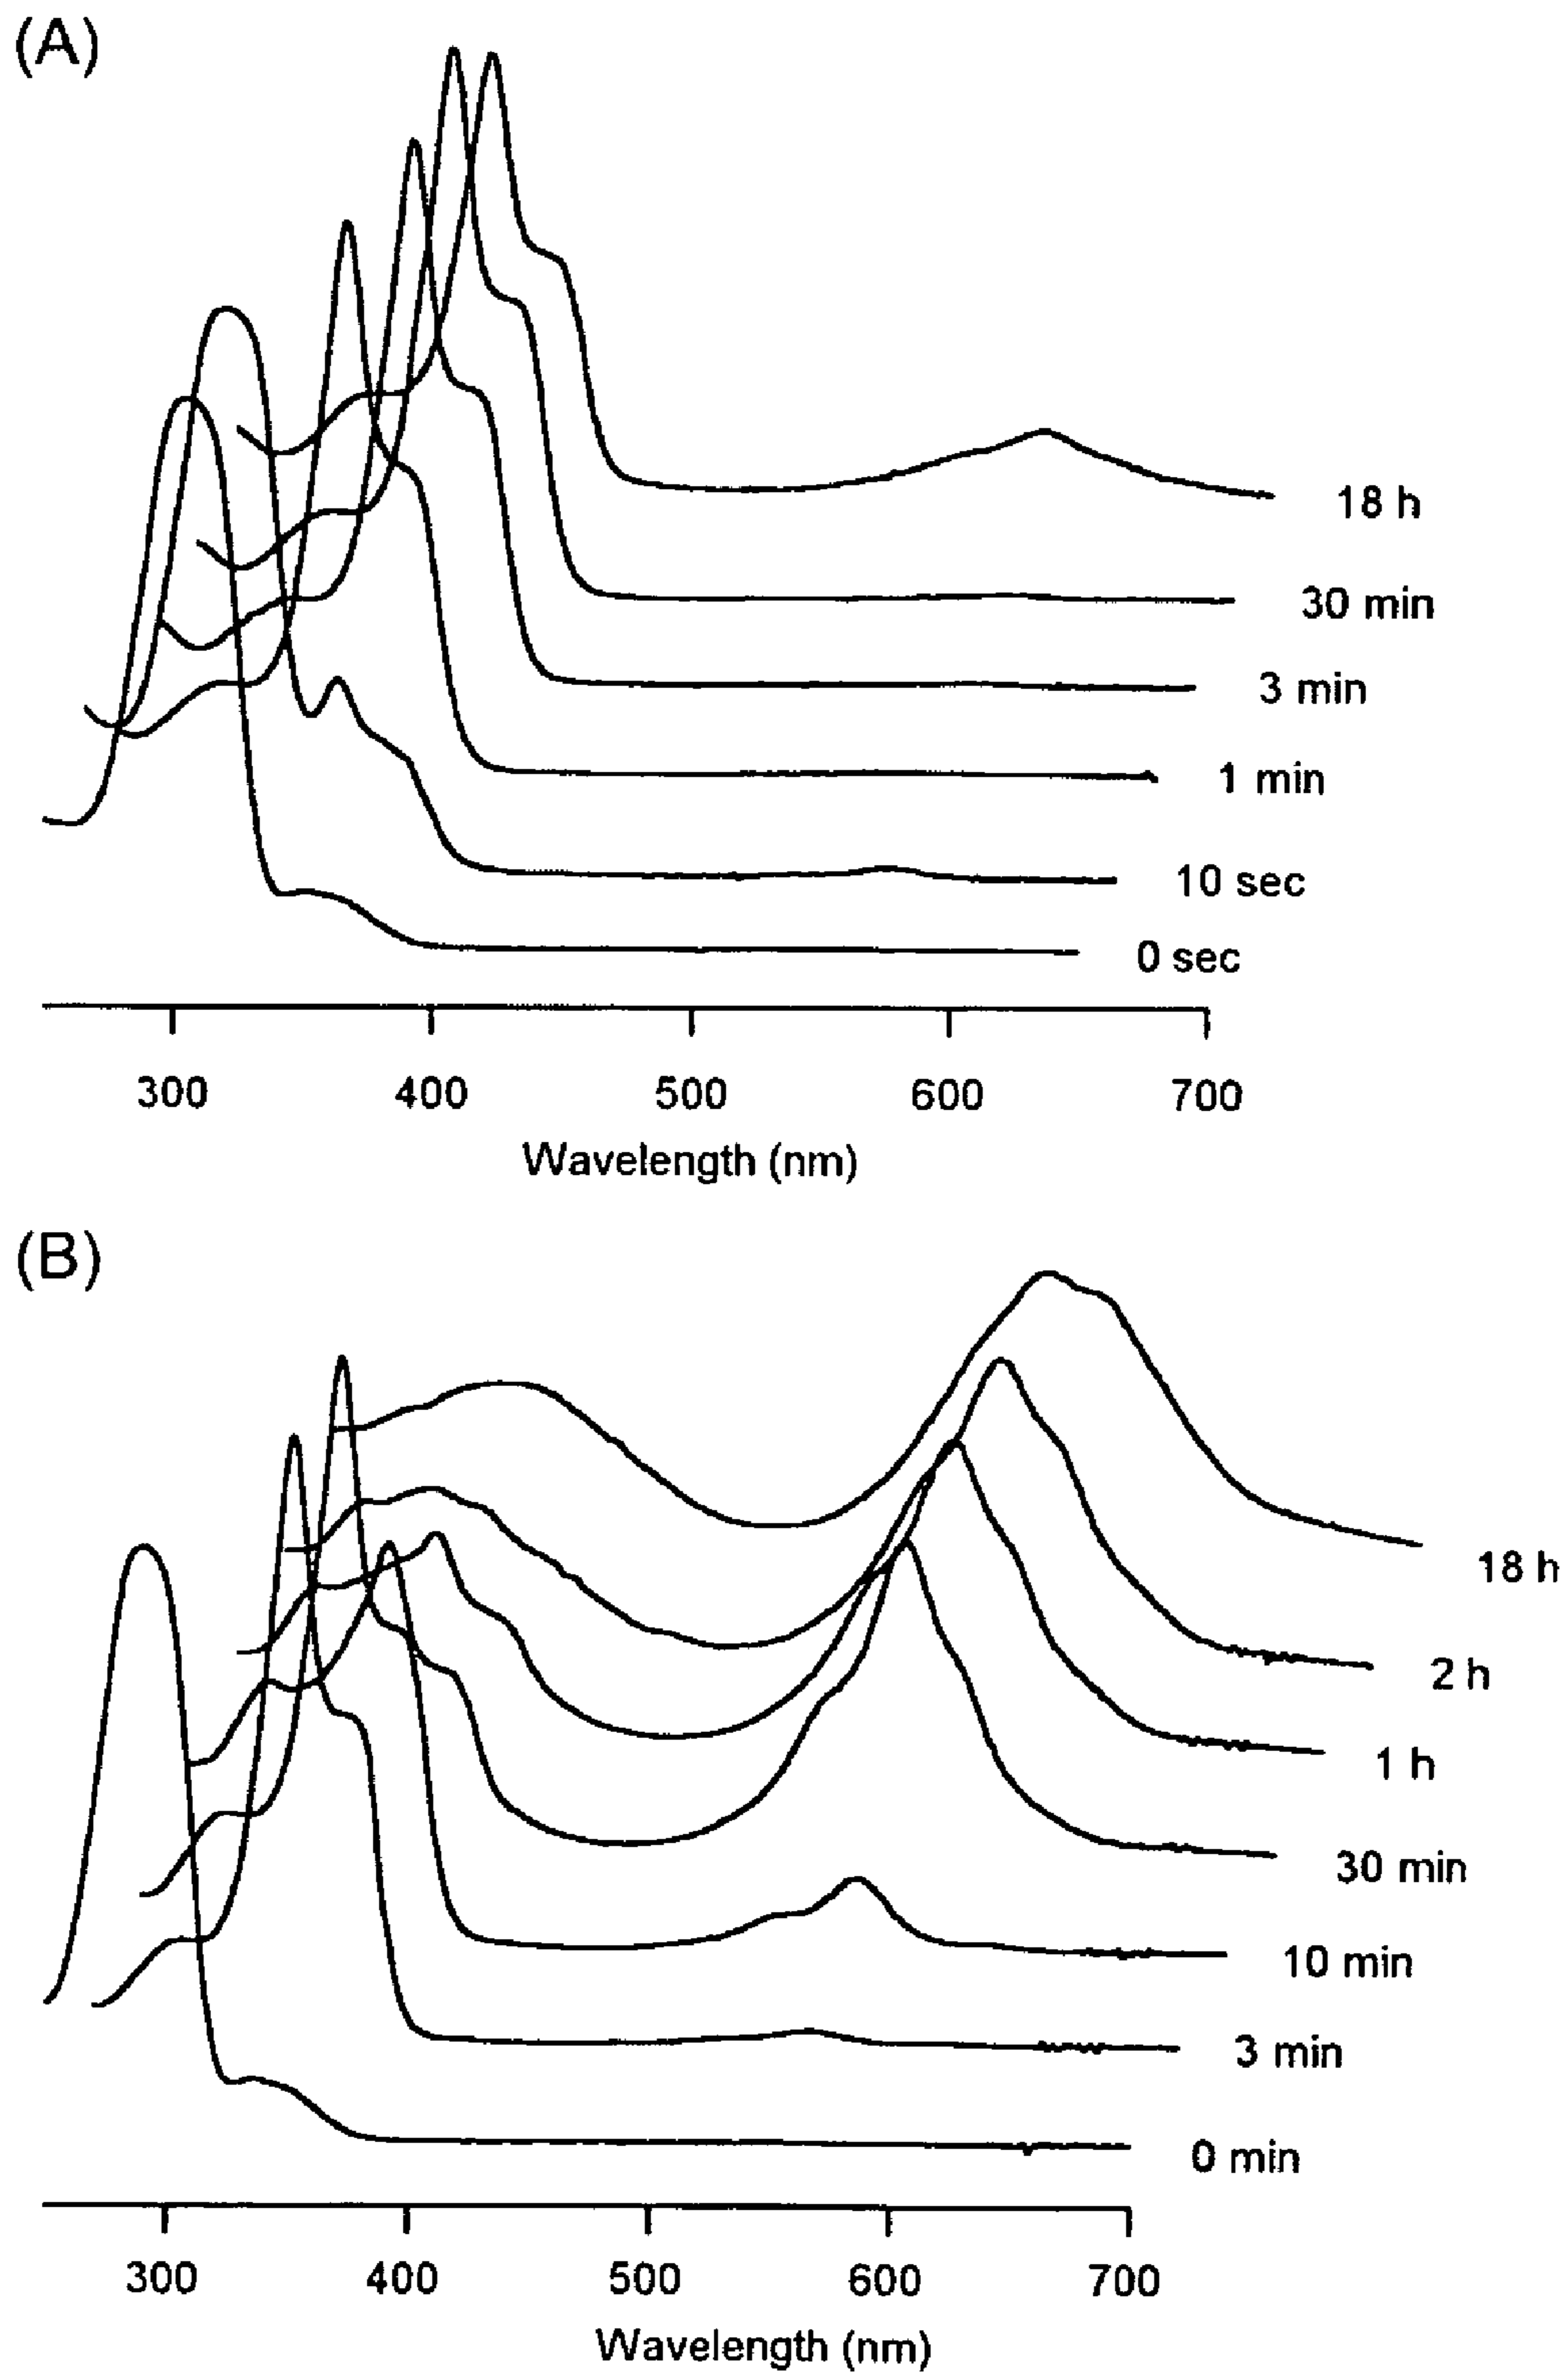 (A)
18 h
30 min
3 min
1 min
10 sec
0 sec
300 400 500 600 700
Wavelength (nm)
(B)
18 h
2 h
1 h
30 min
10 min
3 min
0 min
300 400 500 600 700
Wavelength (nm)